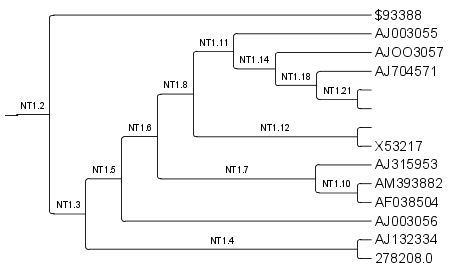 $93388
AJ003055
NT1.11
AJOO3057
NT1.14
AJ704571
NT1.18
NT1.8
NT1.21
NT1.2
NT1.6
NT1.12
X53217
AJ315953
NT1.5
NT1.7
AM393882
NT1.10
AF038504
NT1.3
AJ003056
AJ132334
NT1.4
278208.0